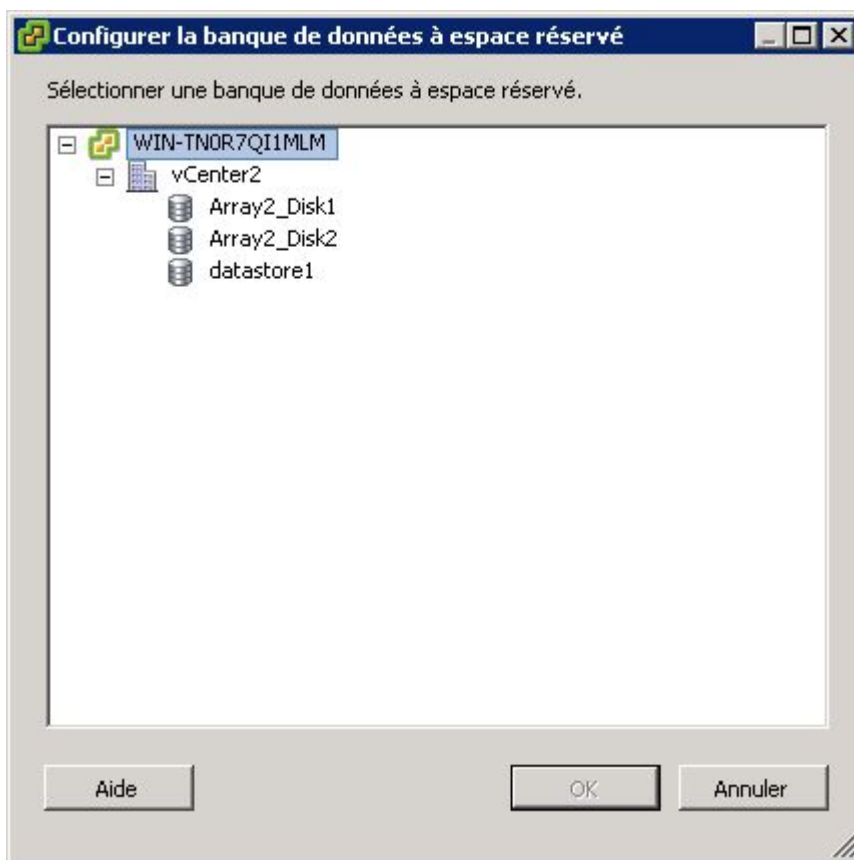 Configurer la banque de données à espace réservé
Sélectionner une banque de données à espace réservé.
WIN-TN0R7QI1MLM
vCenter2
Array2_Disk1
Array2_Disk2
datastore1
Aide
OK
Annuler